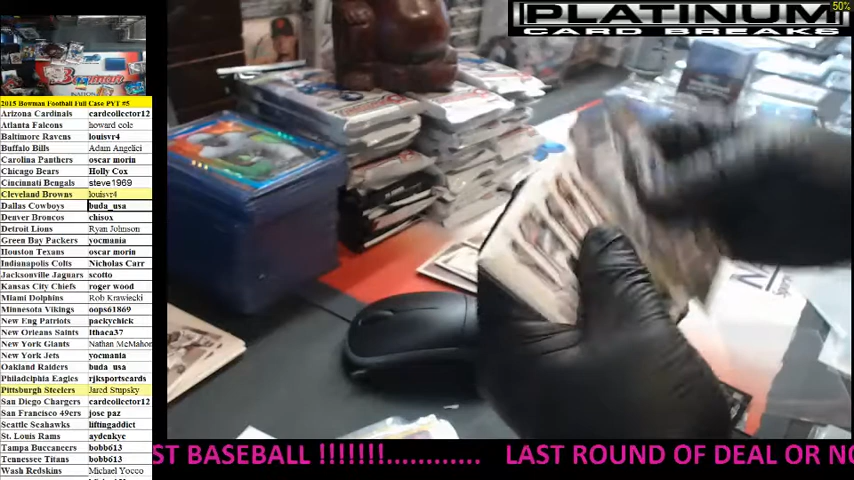 50%
PLATINUM
CARD BREAKS
2015 Bowman Football Full Case PYT #5
Arizona Cardinals cardcollector12
Atlanta Falcons howard cole
Baltimore Ravens louisvr4
Buffalo Bills Adam Angelici
Carolina Panthers oscar morin
Chicago Bears Holly Cox
Cincinnati Bengals steve1969
Cleveland Browns louisvr4
Dallas Cowboys buda_usa
Denver Broncos chisox
Detroit Lions Ryan Johnson
Green Bay Packers yocmania
Houston Texans oscar morin
Indianapolis Colts Nicholas Carr
Jacksonville Jaguars scotto
Kansas City Chiefs roger wood
Miami Dolphins Rob Krawiecki
Minnesota Vikings oops61869
New Eng Patriots packychick
New Orleans Saints Ithaca37
New York Giants Nathan McMahon
New York Jets yocmania
Oakland Raiders buda_usa
Philadelphia Eagles rjksportscards
Pittsburgh Steelers Jared Stupsky
San Diego Chargers cardcollector12
San Francisco 49ers jose paz
Seattle Seahawks liftingaddict
St. Louis Rams aydenkye
Tampa Buccaneers bobb613
Tennessee Titans bobb613
Wash Redskins Michael Yocco
ST BASEBALL !!!!!!!............ LAST ROUND OF DEAL OR NO